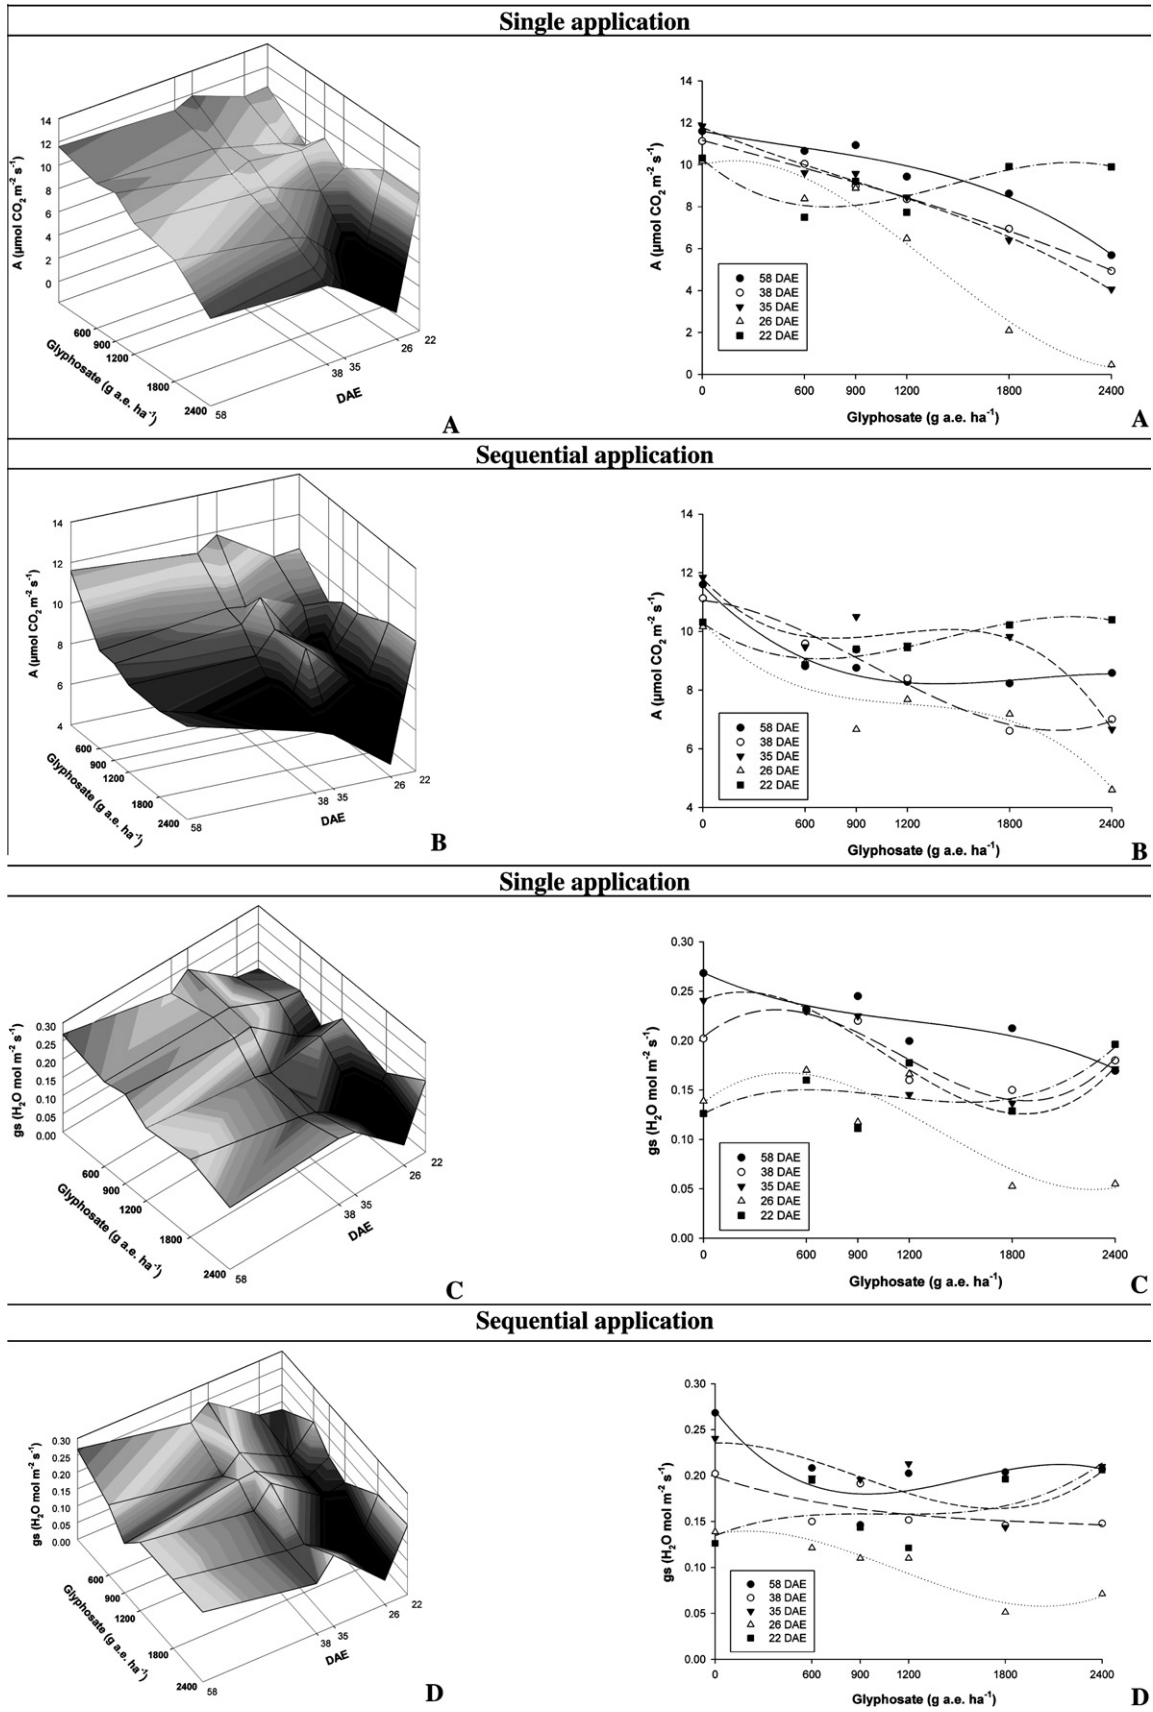 Single application
14
12
10
8
6
4
2
0
A (µmol CO2 m-2 s-1)
600
900
1200
1800
2400
Glyphosate (g a.e. ha-1)
58
38
35
26
22
DAE
A
14
12
10
8
6
4
2
0
A (µmol CO2 m-2 s-1)
58 DAE
38 DAE
35 DAE
26 DAE
22 DAE
0 600 900 1200 1800 2400
Glyphosate (g a.e. ha-1)
A
Sequential application
14
12
10
8
6
4
A (µmol CO2 m-2 s-1)
600
900
1200
1800
2400
Glyphosate (g a.e. ha-1)
58
38
35
26
22
DAE
B
14
12
10
8
6
4
A (µmol CO2 m-2 s-1)
58 DAE
38 DAE
35 DAE
26 DAE
22 DAE
0 600 900 1200 1800 2400
Glyphosate (g a.e. ha-1)
B
Single application
0.30
0.25
0.20
0.15
0.10
0.05
0.00
gs (H2O mol m-2 s-1)
600
900
1200
1800
2400
Glyphosate (g a.e. ha-1)
58
38
35
26
22
DAE
C
0.30
0.25
0.20
0.15
0.10
0.05
0.00
gs (H2O mol m-2 s-1)
58 DAE
38 DAE
35 DAE
26 DAE
22 DAE
0 600 900 1200 1800 2400
Glyphosate (g a.e. ha-1)
C
Sequential application
0.30
0.25
0.20
0.15
0.10
0.05
0.00
gs (H2O mol m-2 s-1)
600
900
1200
1800
2400
Glyphosate (g a.e. ha-1)
58
38
35
26
22
DAE
D
0.30
0.25
0.20
0.15
0.10
0.05
0.00
gs (H2O mol m-2 s-1)
58 DAE
38 DAE
35 DAE
26 DAE
22 DAE
0 600 900 1200 1800 2400
Glyphosate (g a.e. ha-1)
D